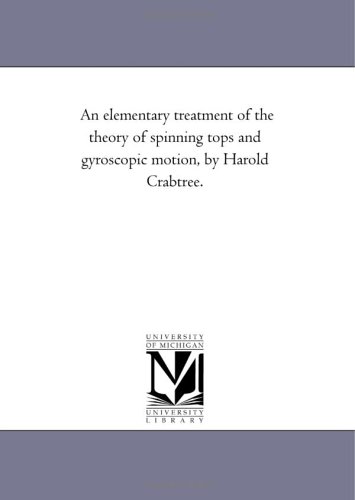 An elementary treatment of the
theory of spinning tops and
gyroscopic motion, by Harold
Crabtree.
UNIVERSITY
OF MICHIGAN
UNIVERSITY
LIBRARY